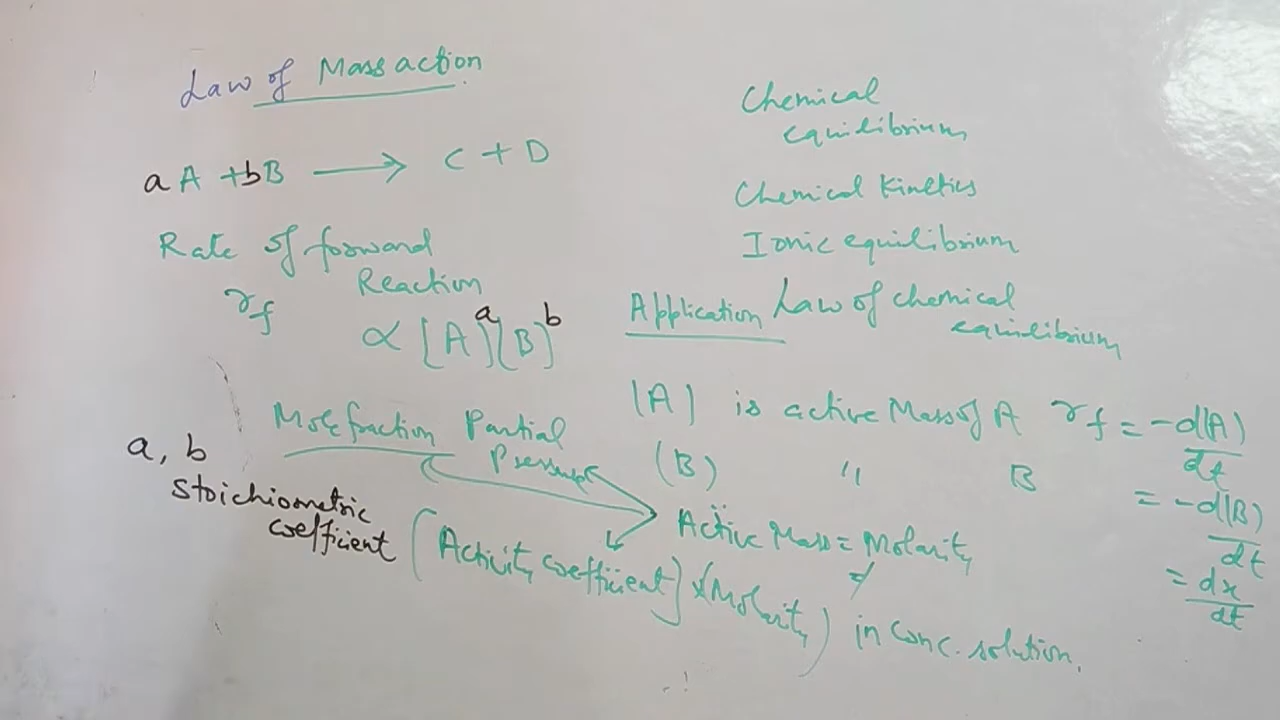 Law of Mass action
aA + bB ⟶ C + D
Rate of forward
Reaction
r_f ∝ [A]^a [B]^b
Mole fraction Partial
Pressure
a, b
stoichiometric
coefficient
Chemical
equilibrium
Chemical Kinetics
Ionic equilibrium
Application Law of chemical
equilibrium
[A] is active Mass of A
(B) " B
Active Mass = Molarity
(Activity coefficient) x (Molarity) in conc. solution.
r_f = -d(A)/dt
= -d(B)/dt
= dx/dt